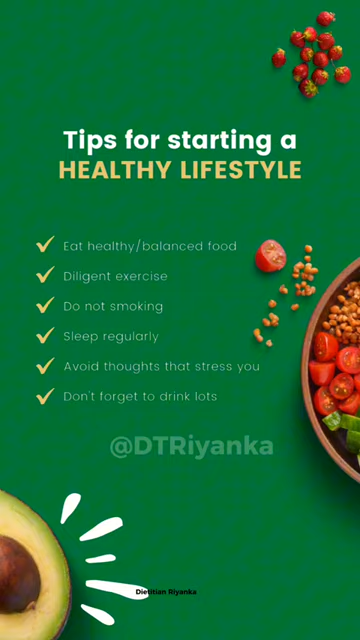 Tips for starting a
HEALTHY LIFESTYLE
Eat healthy/balanced food
Diligent exercise
Do not smoking
Sleep regularly
Avoid thoughts that stress you
Don't forget to drink lots
@DTRiyanka
Dietitian Riyanka